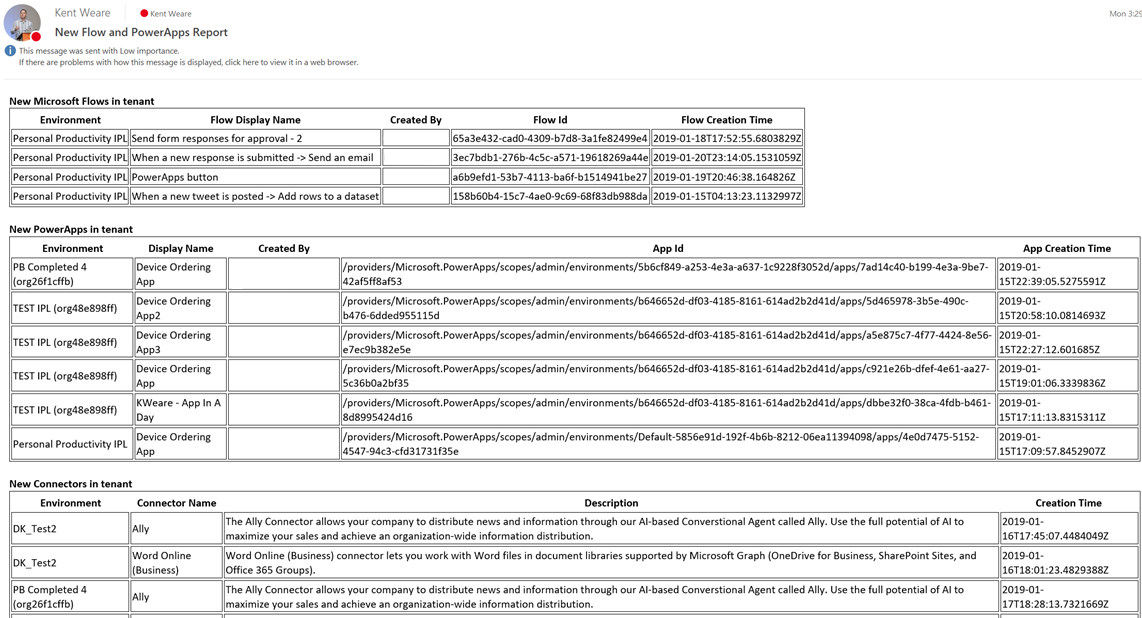 Kent Weare
Kent Weare
Mon 3:29
New Flow and PowerApps Report
This message was sent with Low importance.
If there are problems with how this message is displayed, click here to view it in a web browser.
New Microsoft Flows in tenant
Environment Flow Display Name Created By Flow Id Flow Creation Time
Personal Productivity IPL Send form responses for approval - 2 65a3e432-cad0-4309-b7d8-3a1fe82499e4 2019-01-18T17:52:55.6803829Z
Personal Productivity IPL When a new response is submitted -> Send an email 3ec7bdb1-276b-4c5c-a571-19618269a44e 2019-01-20T23:14:05.1531059Z
Personal Productivity IPL PowerApps button a6b9efd1-53b7-4113-ba6f-b1514941be27 2019-01-19T20:46:38.164826Z
Personal Productivity IPL When a new tweet is posted -> Add rows to a dataset 158b60b4-15c7-4ae0-9c69-68f83db988da 2019-01-15T04:13:23.1132997Z
New PowerApps in tenant
Environment Display Name Created By App Id App Creation Time
PB Completed 4 Device Ordering /providers/Microsoft.PowerApps/scopes/admin/environments/5b6cf849-a253-4e3a-a637-1c9228f3052d/apps/7ad14c40-b199-4e3a-9be7- 2019-01-
(org26f1cffb) App 42af5ff8af53 15T22:39:05.5275591Z
TEST IPL (org48e898ff) Device Ordering /providers/Microsoft.PowerApps/scopes/admin/environments/b646652d-df03-4185-8161-614ad2b2d41d/apps/5d465978-3b5e-490c- 2019-01-
App2 b476-6dded955115d 15T20:58:10.0814693Z
TEST IPL (org48e898ff) Device Ordering /providers/Microsoft.PowerApps/scopes/admin/environments/b646652d-df03-4185-8161-614ad2b2d41d/apps/a5e875c7-4f77-4424-8e56- 2019-01-
App3 e7ec9b382e5e 15T22:27:12.601685Z
TEST IPL (org48e898ff) Device Ordering /providers/Microsoft.PowerApps/scopes/admin/environments/b646652d-df03-4185-8161-614ad2b2d41d/apps/c921e26b-dfef-4e61-aa27- 2019-01-
App 5c36b0a2bf35 15T19:01:06.3339836Z
TEST IPL (org48e898ff) KWeare - App In A /providers/Microsoft.PowerApps/scopes/admin/environments/b646652d-df03-4185-8161-614ad2b2d41d/apps/dbbe32f0-38ca-4fdb-b461- 2019-01-
Day 8d8995424d16 15T17:11:13.8315311Z
Personal Productivity IPL Device Ordering /providers/Microsoft.PowerApps/scopes/admin/environments/Default-5856e91d-192f-4b6b-8212-06ea11394098/apps/4e0d7475-5152- 2019-01-
App 4547-94c3-cfd31731f35e 15T17:09:57.8452907Z
New Connectors in tenant
Environment Connector Name Description Creation Time
DK_Test2 Ally The Ally Connector allows your company to distribute news and information through our AI-based Converstional Agent called Ally. Use the full potential of AI to 2019-01-
maximize your sales and achieve an organization-wide information distribution. 16T17:45:07.4484049Z
DK_Test2 Word Online Word Online (Business) connector lets you work with Word files in document libraries supported by Microsoft Graph (OneDrive for Business, SharePoint Sites, and 2019-01-
(Business) Office 365 Groups). 16T18:01:23.4829388Z
PB Completed 4 Ally The Ally Connector allows your company to distribute news and information through our AI-based Converstional Agent called Ally. Use the full potential of AI to 2019-01-
(org26f1cffb) maximize your sales and achieve an organization-wide information distribution. 17T18:28:13.7321669Z